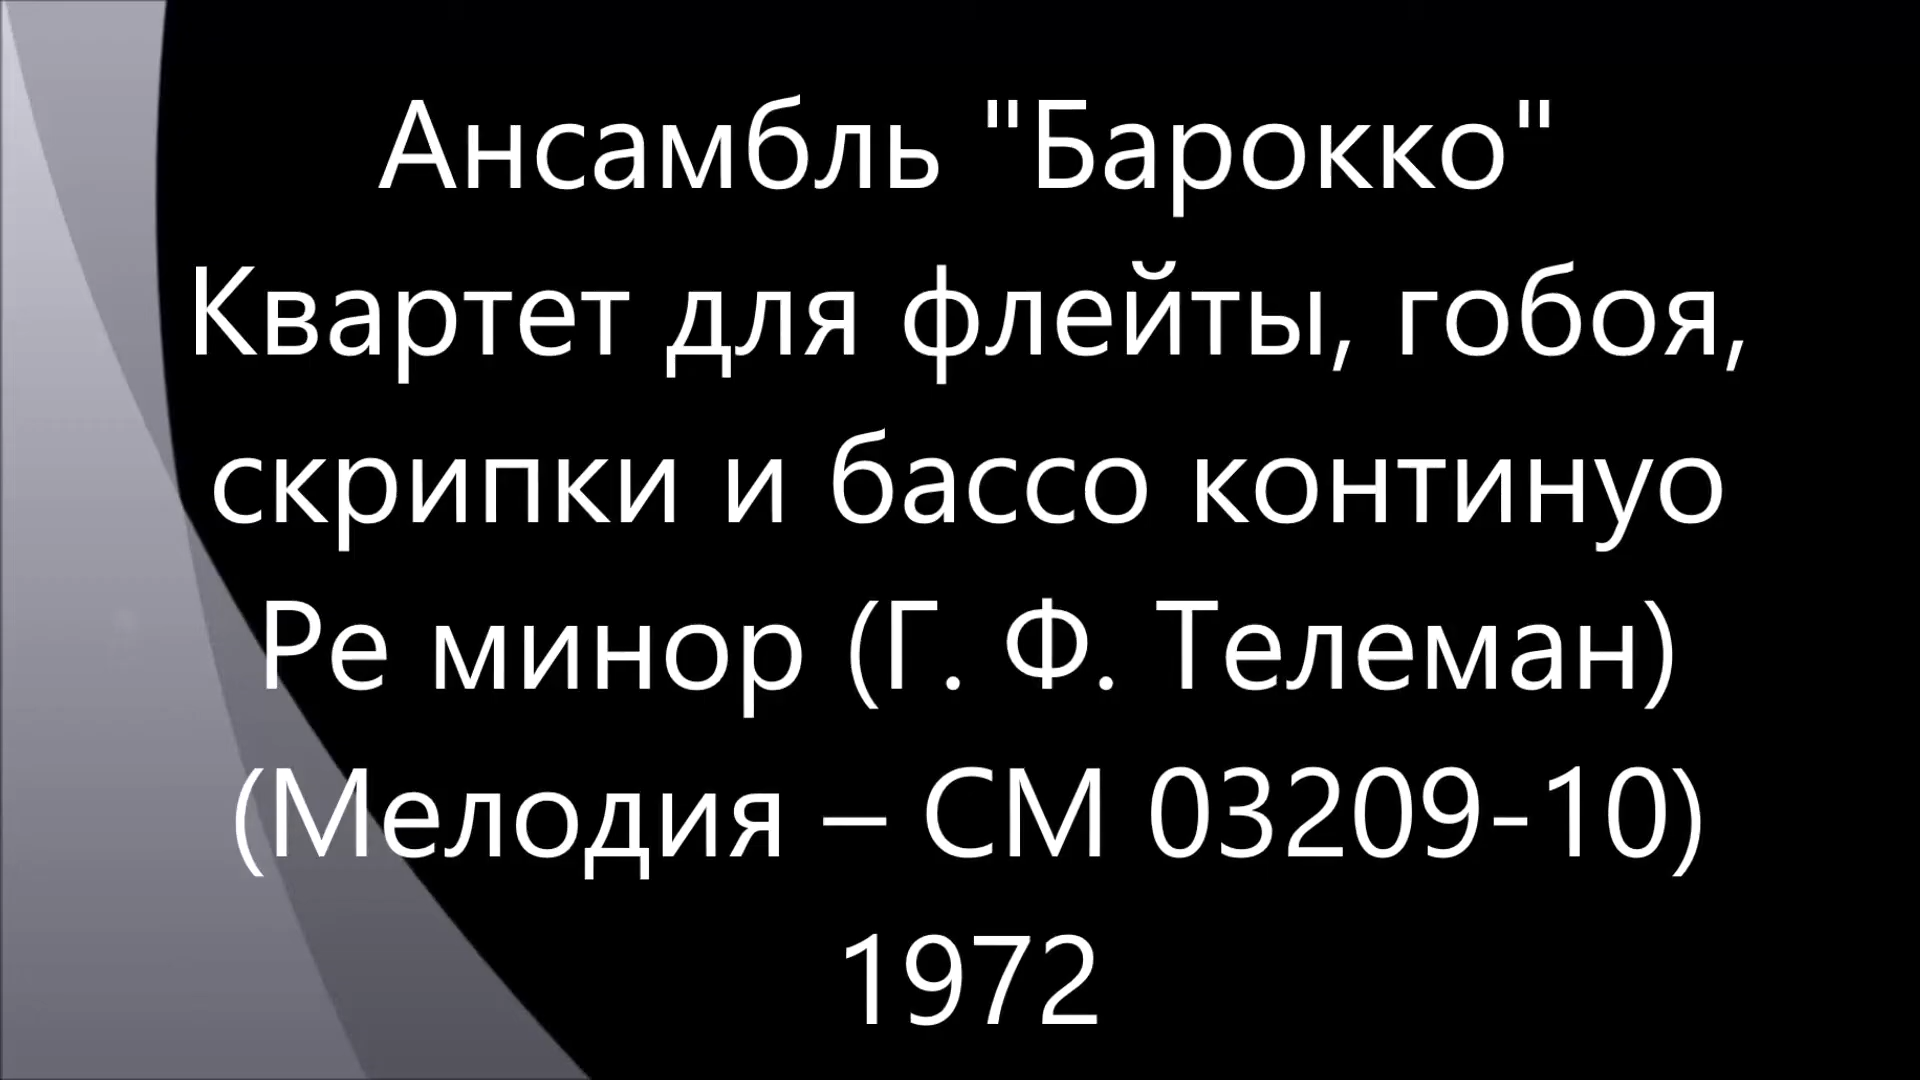 Ансамбль "Барокко"
Квартет для флейты, гобоя,
скрипки и бассо континуо
Ре минор (Г. Ф. Телеман)
(Мелодия – СМ 03209-10)
1972